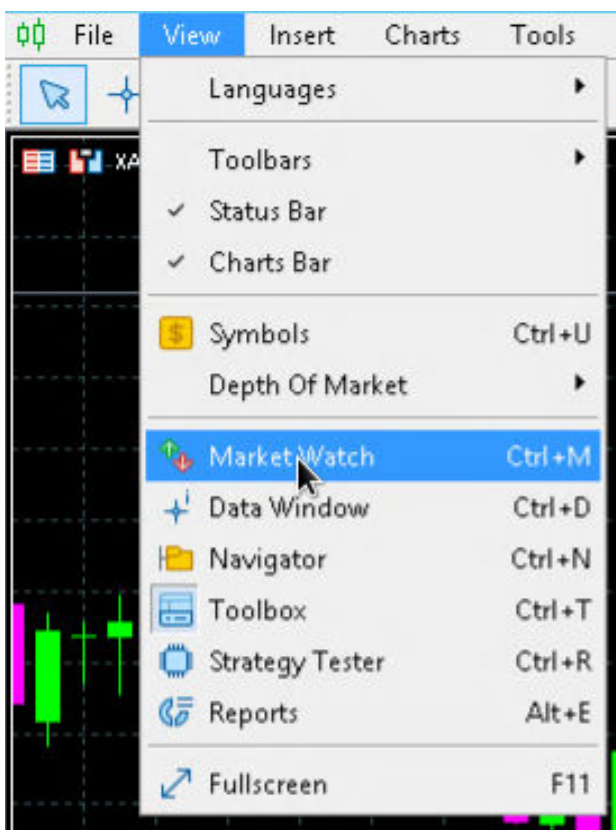 File View Insert Charts Tools
Languages
XA
Toolbars
Status Bar
Charts Bar
Symbols Ctrl+U
Depth Of Market
Market Watch Ctrl+M
Data Window Ctrl+D
Navigator Ctrl+N
Toolbox Ctrl+T
Strategy Tester Ctrl+R
Reports Alt+E
Fullscreen F11